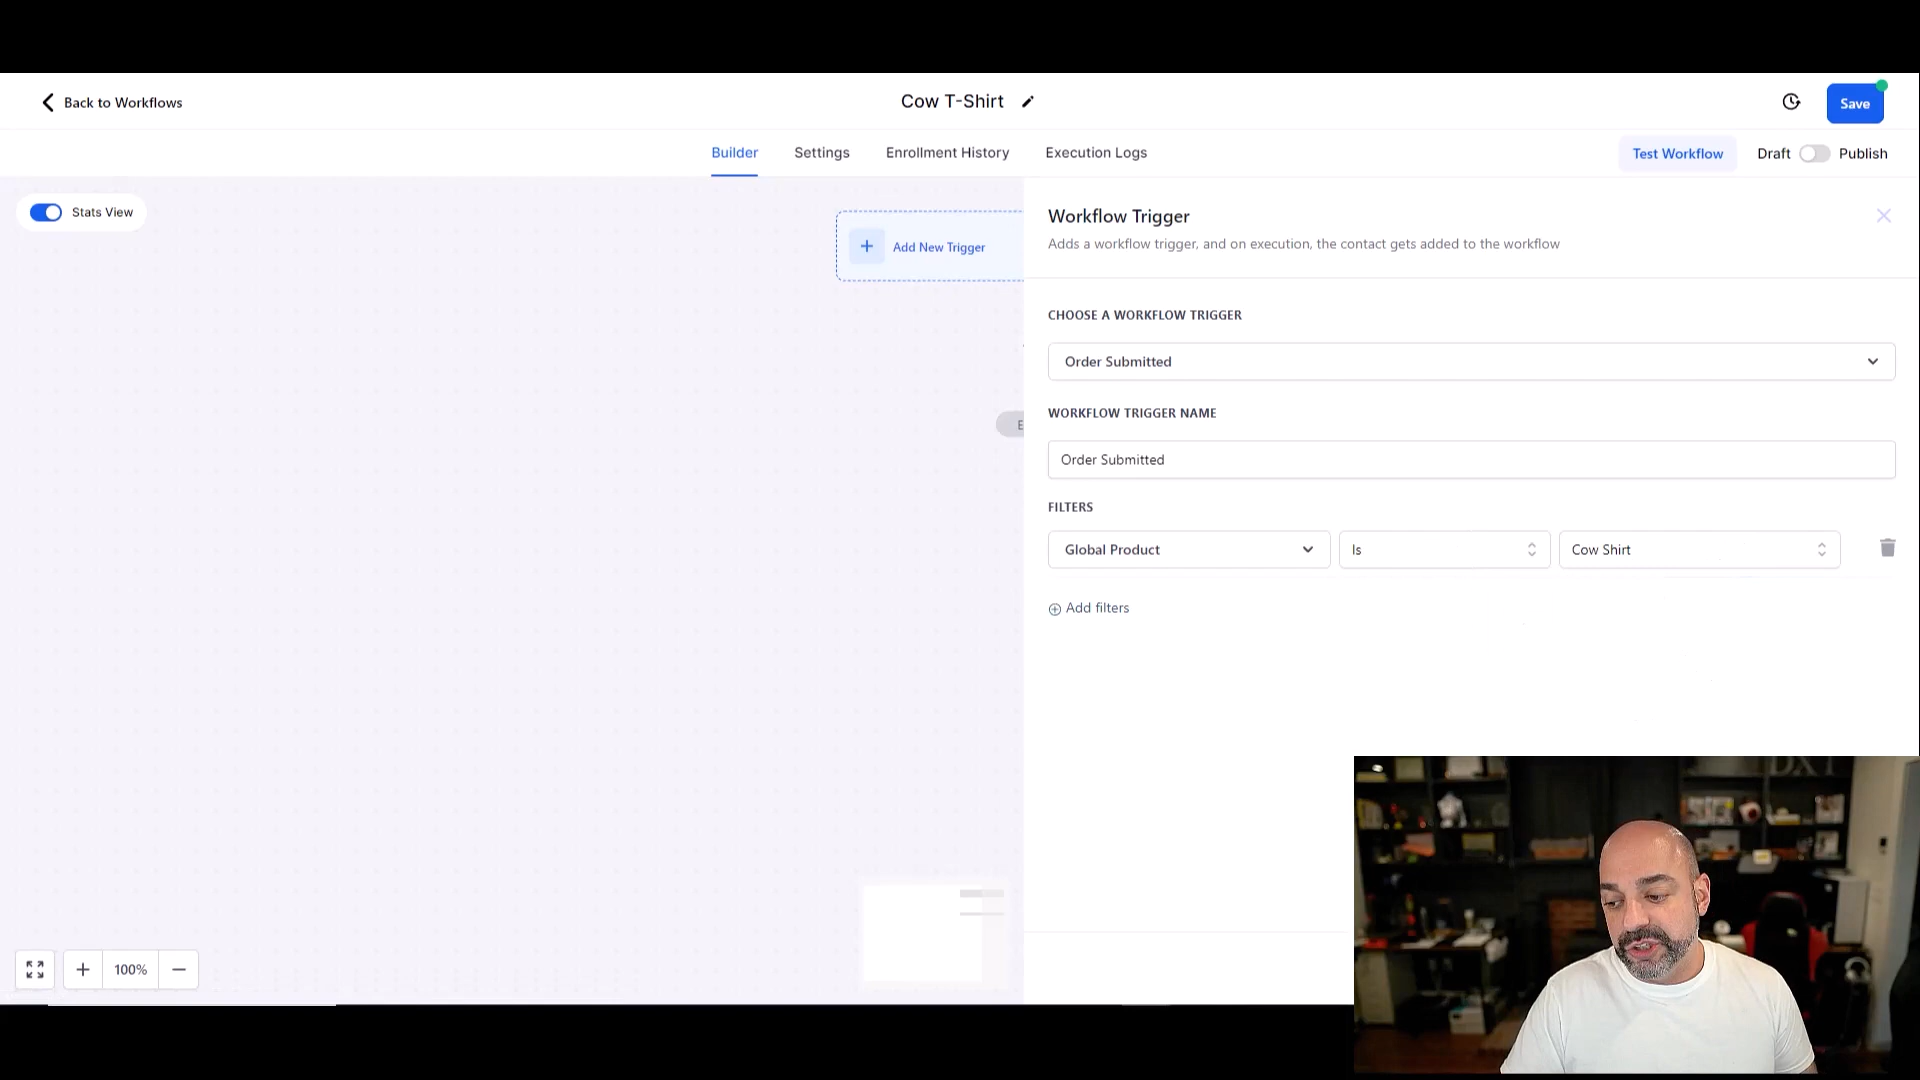 Back to Workflows
Cow T-Shirt
Save
Builder
Settings
Enrollment History
Execution Logs
Test Workflow
Draft
Publish
Stats View
Add New Trigger
E
Workflow Trigger
Adds a workflow trigger, and on execution, the contact gets added to the workflow
CHOOSE A WORKFLOW TRIGGER
Order Submitted
WORKFLOW TRIGGER NAME
Order Submitted
FILTERS
Global Product
Is
Cow Shirt
Add filters
100%